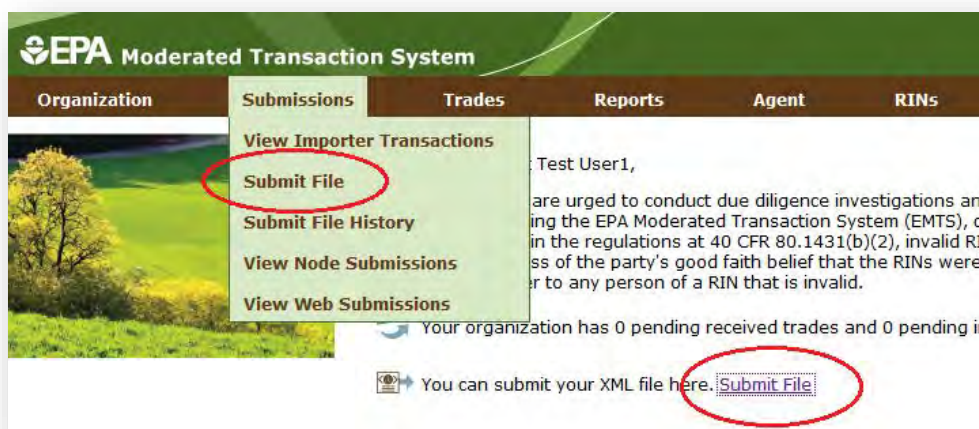 EPA Moderated Transaction System
Organization Submissions Trades Reports Agent RINs
View Importer Transactions
Test User1,
Submit File
are urged to conduct due diligence investigations an
Submit File History
ing the EPA Moderated Transaction System (EMTS),
in the regulations at 40 CFR 80.1431(b)(2), invalid RI
View Node Submissions
ss of the party's good faith belief that the RINs were
er to any person of a RIN that is invalid.
View Web Submissions
Your organization has 0 pending received trades and 0 pending i
You can submit your XML file here. Submit File